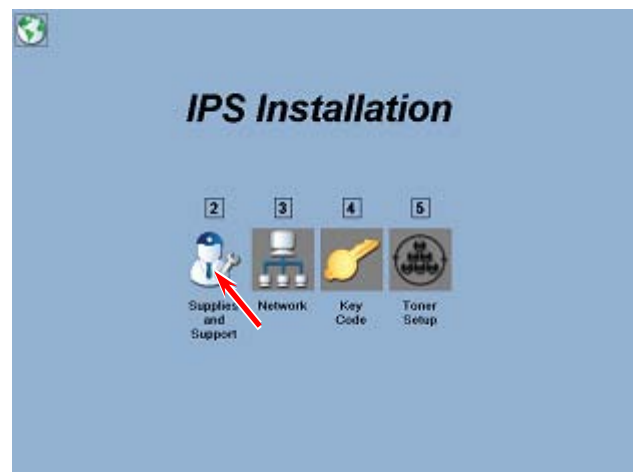 IPS Installation
2 3 4 5
Supplies and Support
Network
Key Code
Toner Setup